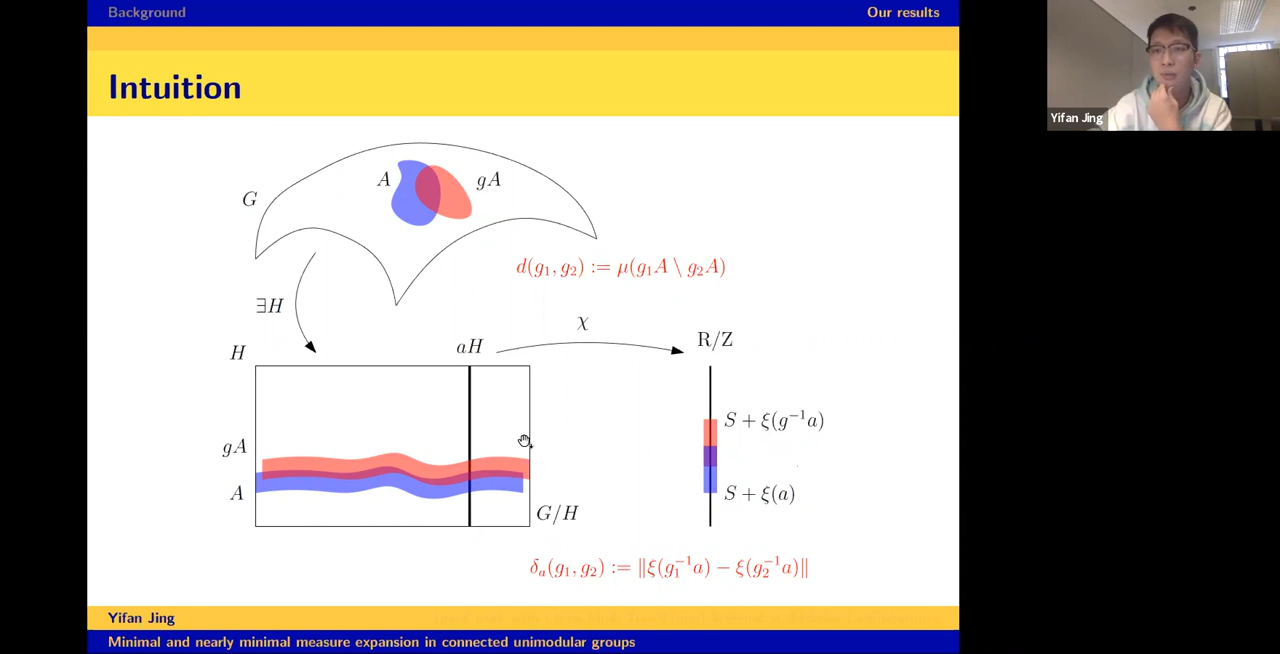 Background
Our results
Intuition
Yifan Jing
G
A
gA
d(g₁, g₂) := μ(g₁A \ g₂A)
∃H
χ
R/Z
H
aH
gA
A
S + ξ(g⁻¹a)
S + ξ(a)
G/H
δₐ(g₁, g₂) := ‖ξ(g₁⁻¹a) − ξ(g₂⁻¹a)‖
Yifan Jing
Minimal and nearly minimal measure expansion in connected unimodular groups